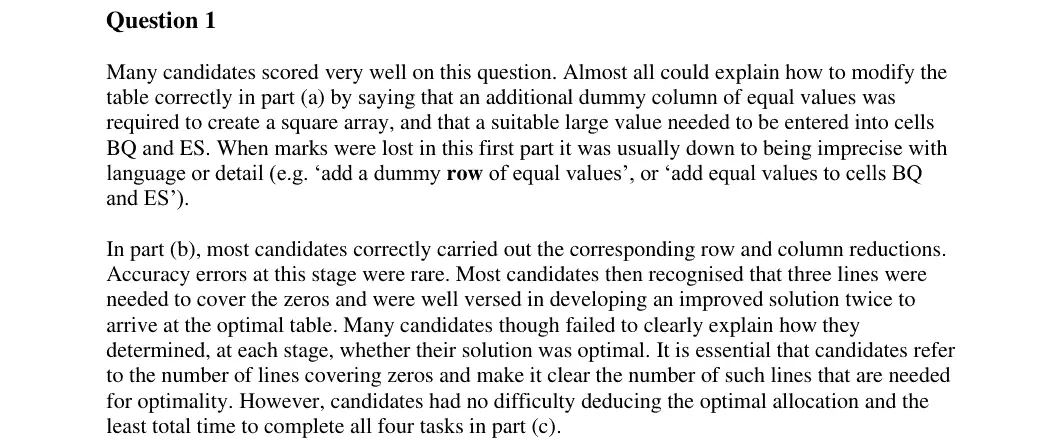 Question 1
Many candidates scored very well on this question. Almost all could explain how to modify the
table correctly in part (a) by saying that an additional dummy column of equal values was
required to create a square array, and that a suitable large value needed to be entered into cells
BQ and ES. When marks were lost in this first part it was usually down to being imprecise with
language or detail (e.g. ‘add a dummy row of equal values’, or ‘add equal values to cells BQ
and ES’).
In part (b), most candidates correctly carried out the corresponding row and column reductions.
Accuracy errors at this stage were rare. Most candidates then recognised that three lines were
needed to cover the zeros and were well versed in developing an improved solution twice to
arrive at the optimal table. Many candidates though failed to clearly explain how they
determined, at each stage, whether their solution was optimal. It is essential that candidates refer
to the number of lines covering zeros and make it clear the number of such lines that are needed
for optimality. However, candidates had no difficulty deducing the optimal allocation and the
least total time to complete all four tasks in part (c).